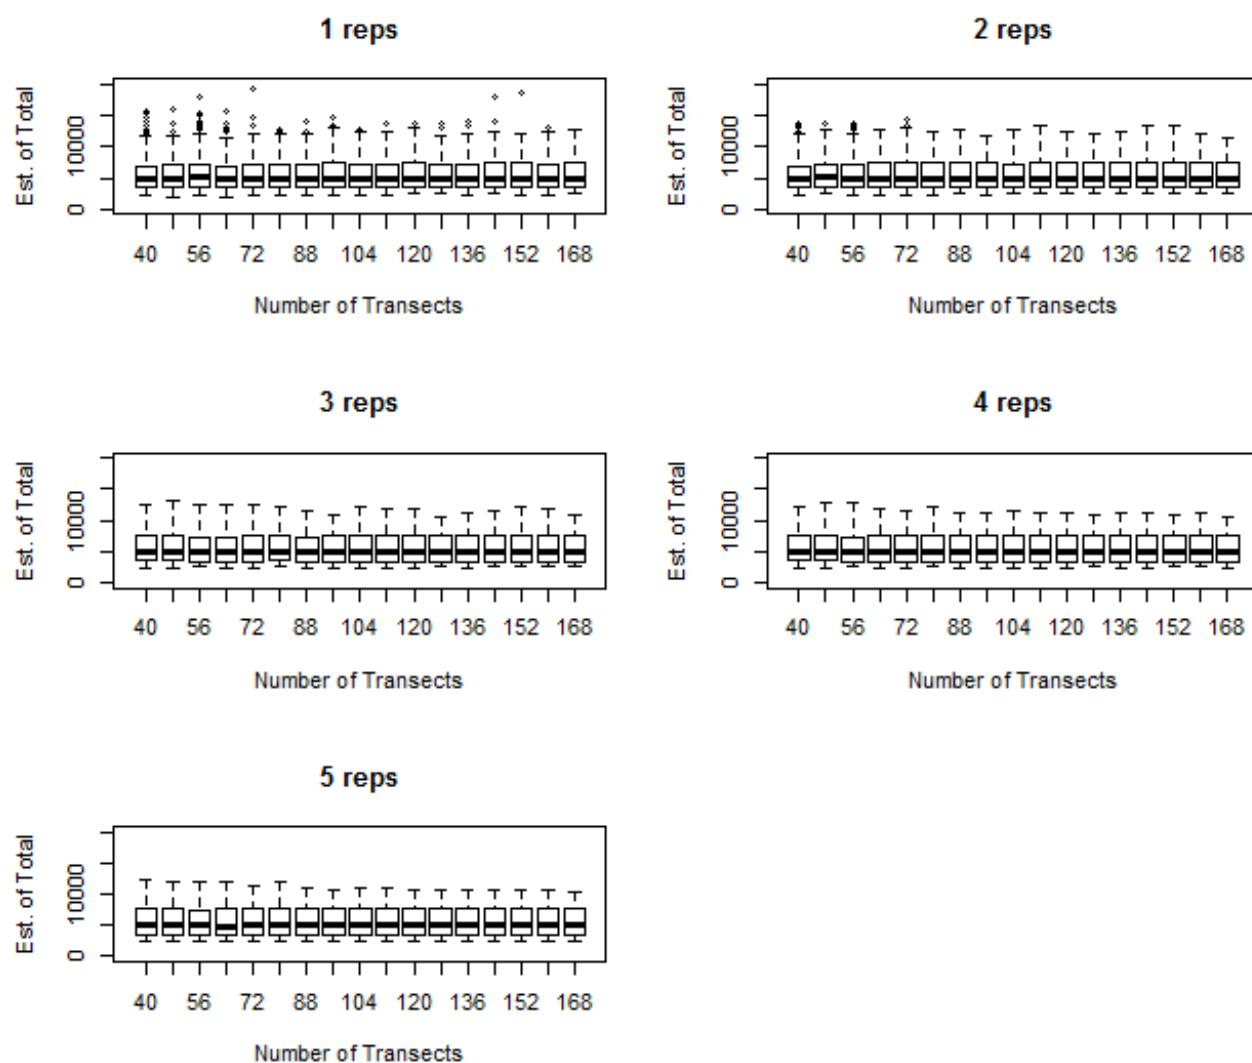 1 reps
Est. of Total
0 10000
40 56 72 88 104 120 136 152 168
Number of Transects
2 reps
Est. of Total
0 10000
40 56 72 88 104 120 136 152 168
Number of Transects
3 reps
Est. of Total
0 10000
40 56 72 88 104 120 136 152 168
Number of Transects
4 reps
Est. of Total
0 10000
40 56 72 88 104 120 136 152 168
Number of Transects
5 reps
Est. of Total
0 10000
40 56 72 88 104 120 136 152 168
Number of Transects